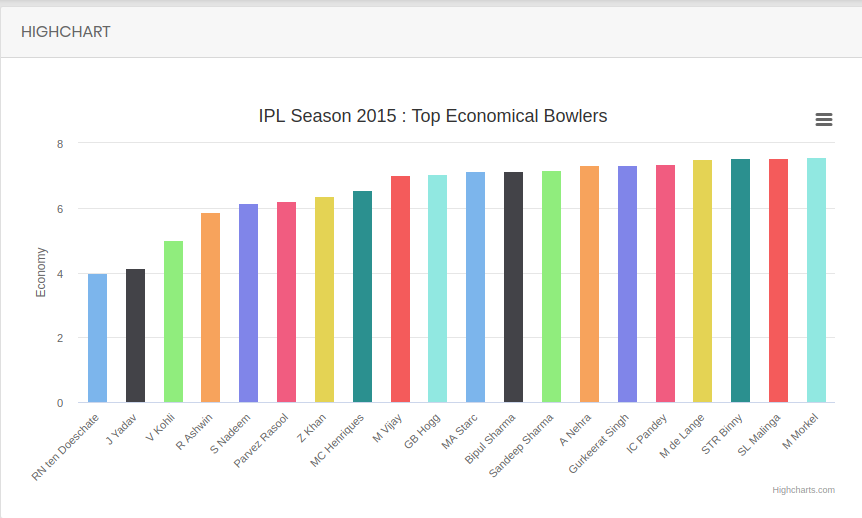 HIGHCHART
IPL Season 2015 : Top Economical Bowlers
Economy
8
6
4
2
0
RN ten Doeschate
J Yadav
V Kohli
R Ashwin
S Nadeem
Parvez Rasool
Z Khan
MC Henriques
M Vijay
GB Hogg
MA Starc
Bipul Sharma
Sandeep Sharma
A Nehra
Gurkeerat Singh
IC Pandey
M de Lange
STR Binny
SL Malinga
M Morkel
Highcharts.com